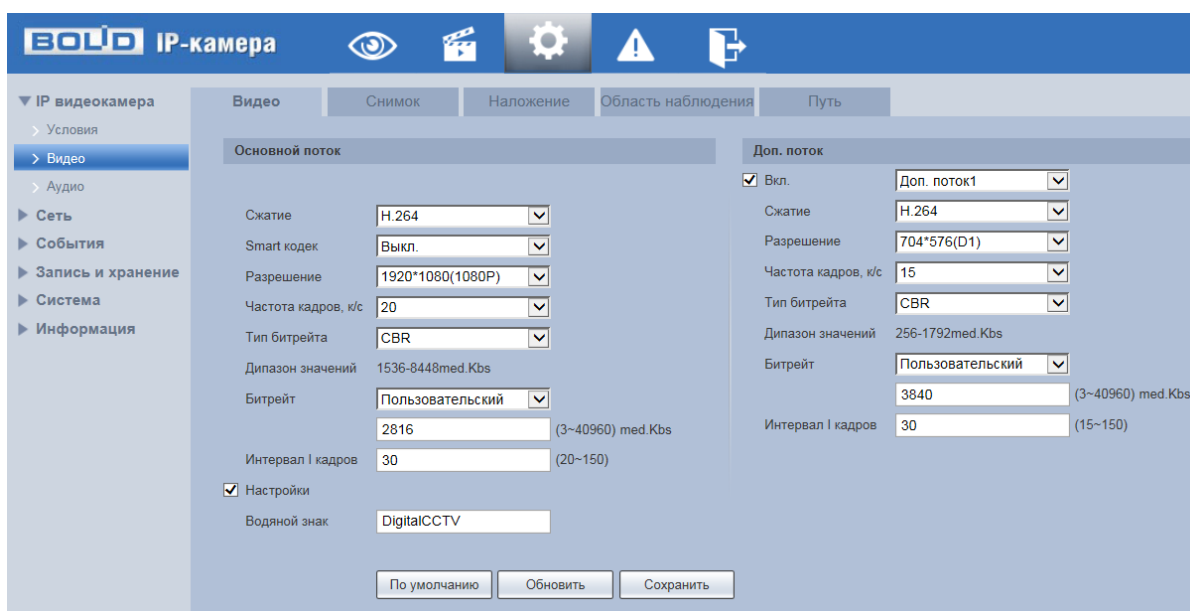 BOLID IP-камера
IP видеокамера
Условия
Видео
Аудио
Сеть
События
Запись и хранение
Система
Информация
Видео Снимок Наложение Область наблюдения Путь
Основной поток
Сжатие H.264
Smart кодек Выкл.
Разрешение 1920*1080(1080P)
Частота кадров, к/с 20
Тип битрейта CBR
Дипазон значений 1536-8448med.Kbs
Битрейт Пользовательский
2816 (3~40960) med.Kbs
Интервал I кадров 30 (20~150)
Настройки
Водяной знак DigitalCCTV
По умолчанию Обновить Сохранить
Доп. поток
Вкл. Доп. поток1
Сжатие H.264
Разрешение 704*576(D1)
Частота кадров, к/с 15
Тип битрейта CBR
Дипазон значений 256-1792med.Kbs
Битрейт Пользовательский
3840 (3~40960) med.Kbs
Интервал I кадров 30 (15~150)